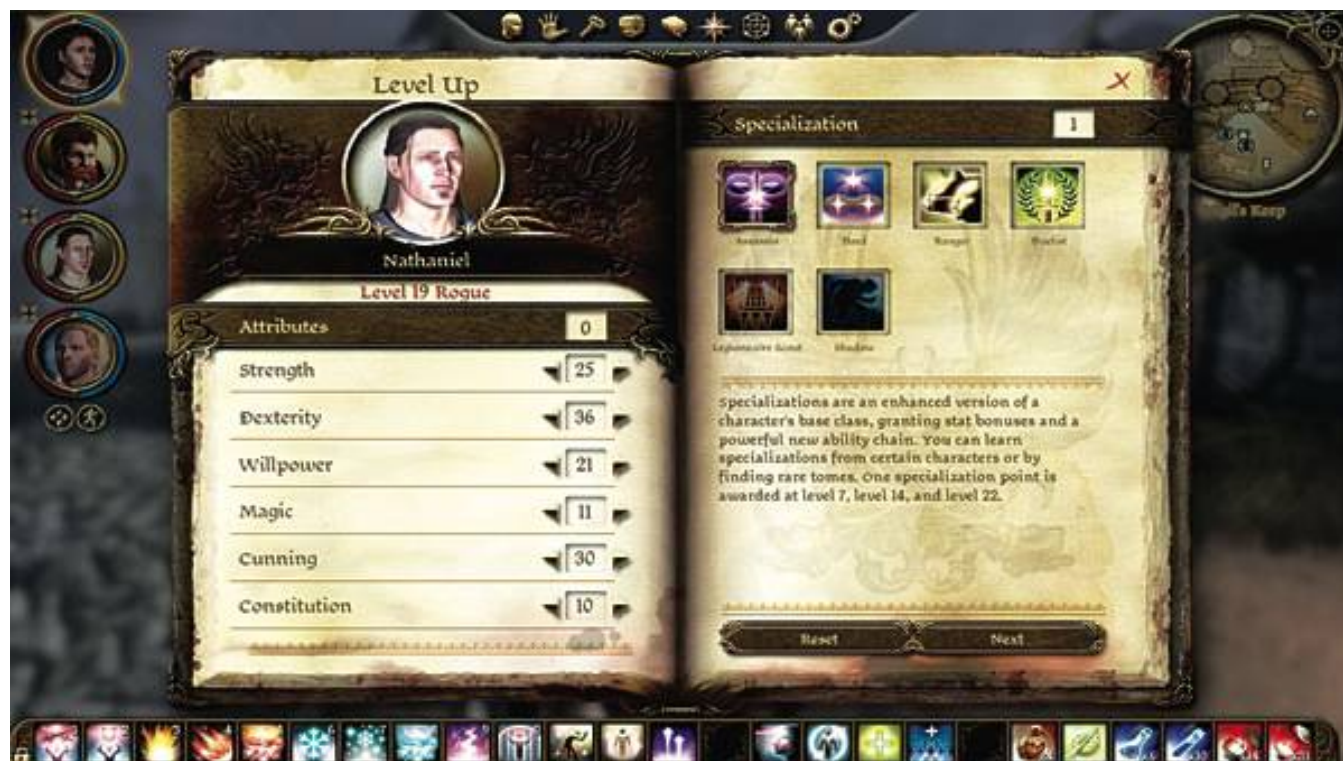 Level Up
Nathaniel
Level 19 Rogue
Attributes 0
Strength 25
Dexterity 36
Willpower 21
Magic 11
Cunning 30
Constitution 10
Specialization 1
Assassin Bard Ranger Duelist
Legionnaire Scout Shadow
Specializations are an enhanced version of a
character's base class, granting stat bonuses and a
powerful new ability chain. You can learn
specializations from certain characters or by
finding rare tomes. One specialization point is
awarded at level 7, level 14, and level 22.
Reset Next
Keep